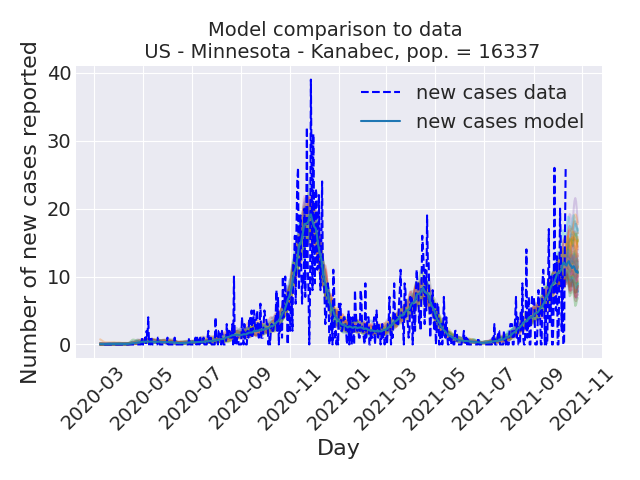 Model comparison to data
US - Minnesota - Kanabec, pop. = 16337
Number of new cases reported
40
30
20
10
0
new cases data
new cases model
2020-03
2020-05
2020-07
2020-09
2020-11
2021-01
2021-03
2021-05
2021-07
2021-09
2021-11
Day